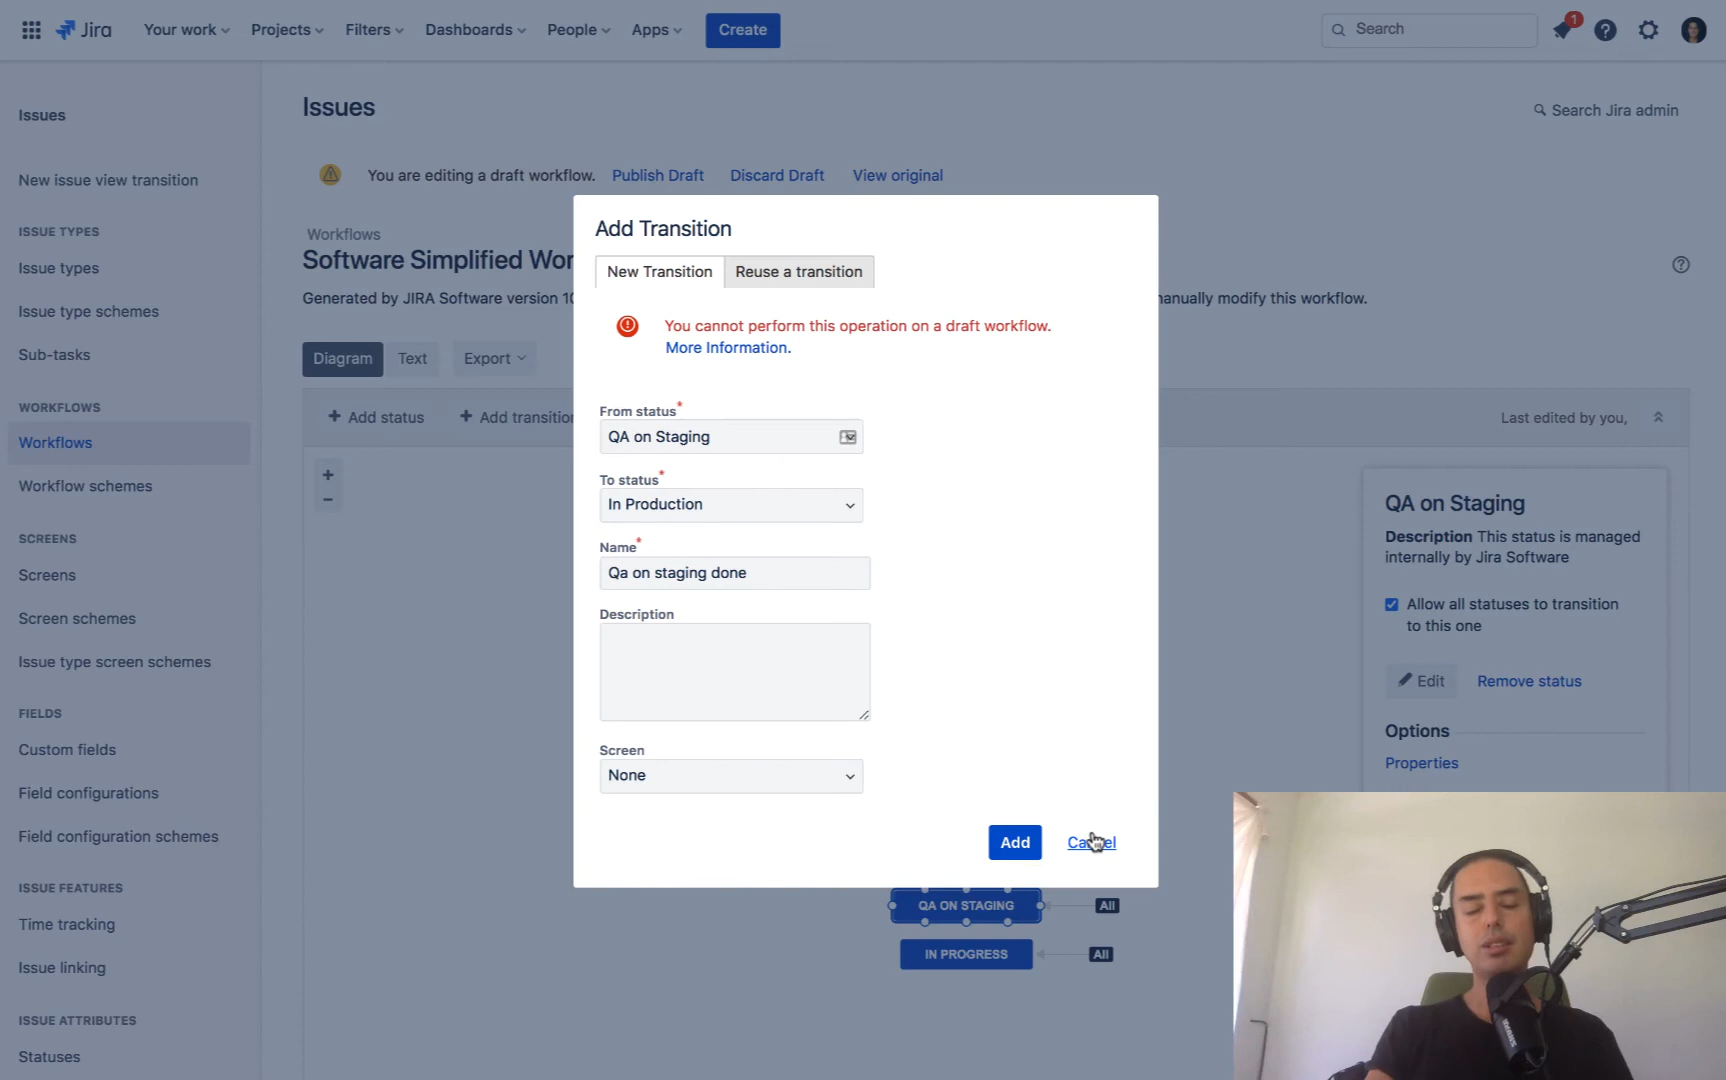 Jira
Your work
Projects
Filters
Dashboards
People
Apps
Create
Search
1
Issues
New issue view transition
ISSUE TYPES
Issue types
Issue type schemes
Sub-tasks
WORKFLOWS
Workflows
Workflow schemes
SCREENS
Screens
Screen schemes
Issue type screen schemes
FIELDS
Custom fields
Field configurations
Field configuration schemes
ISSUE FEATURES
Time tracking
Issue linking
ISSUE ATTRIBUTES
Statuses
Issues
Search Jira admin
You are editing a draft workflow. Publish Draft Discard Draft View original
Workflows
Software Simplified Wor
Generated by JIRA Software version 10
manually modify this workflow.
Diagram
Text
Export
+ Add status
+ Add transition
Last edited by you,
+
−
Add Transition
New Transition
Reuse a transition
You cannot perform this operation on a draft workflow.
More Information.
From status*
QA on Staging
To status*
In Production
Name*
Qa on staging done
Description
Screen
None
Add
Cancel
QA ON STAGING
All
IN PROGRESS
All
QA on Staging
Description This status is managed
internally by Jira Software
Allow all statuses to transition
to this one
Edit
Remove status
Options
Properties